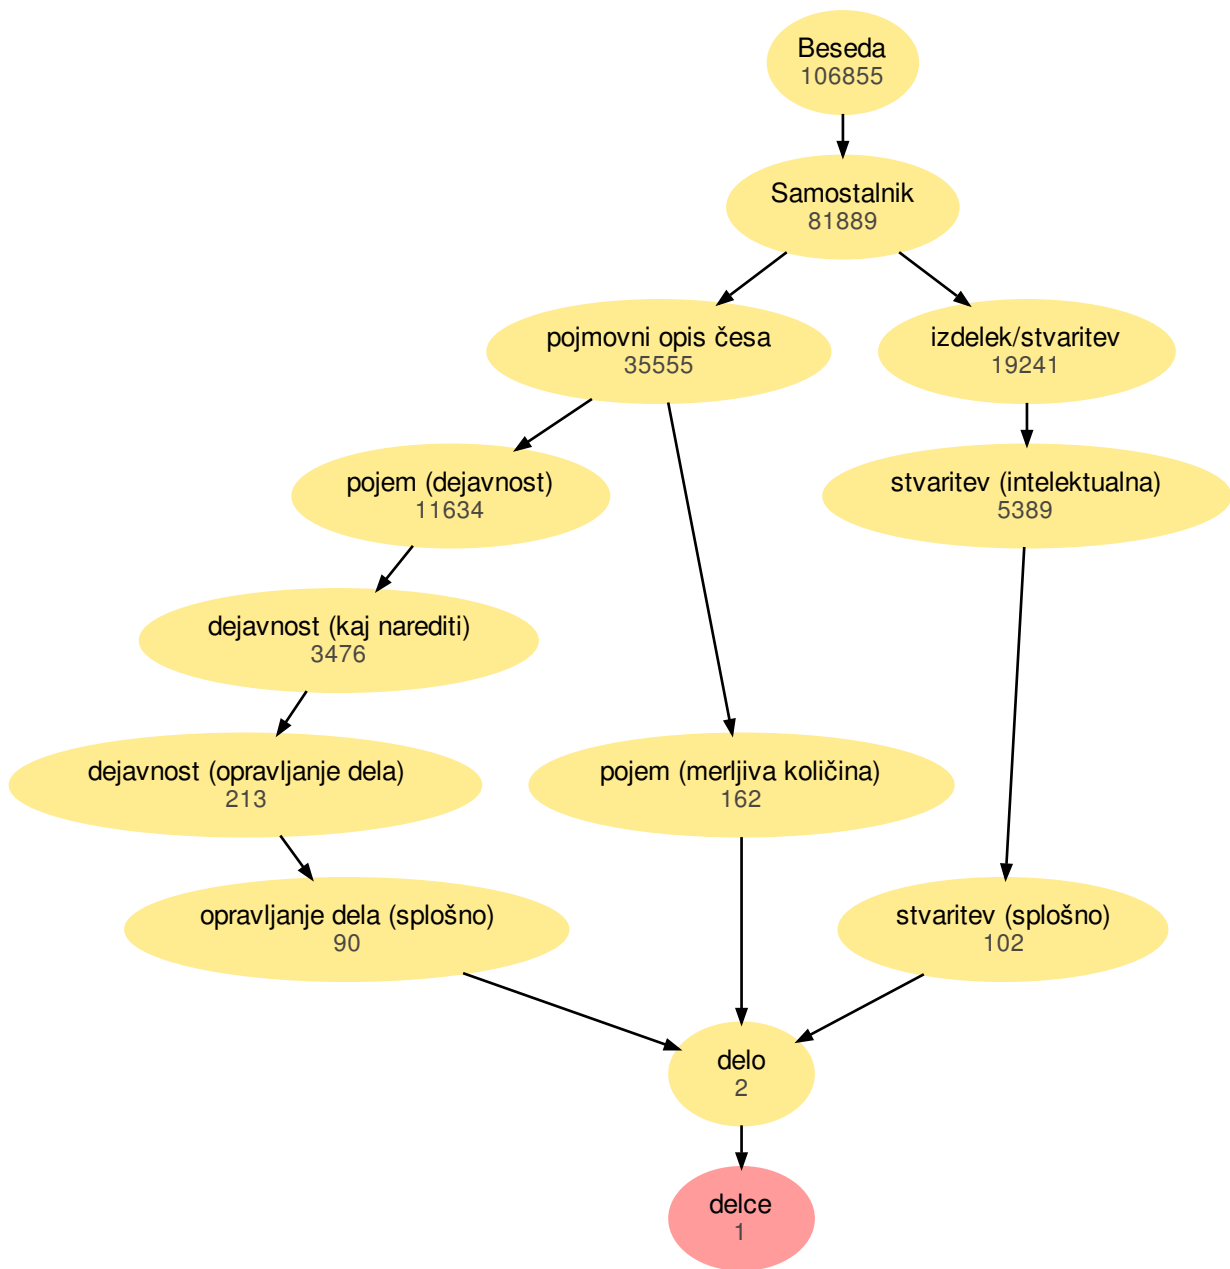 Beseda
106855
Samostalnik
81889
pojmovni opis česa
35555
izdelek/stvaritev
19241
pojem (dejavnost)
11634
stvaritev (intelektualna)
5389
dejavnost (kaj narediti)
3476
dejavnost (opravljanje dela)
213
pojem (merljiva količina)
162
opravljanje dela (splošno)
90
stvaritev (splošno)
102
delo
2
delce
1